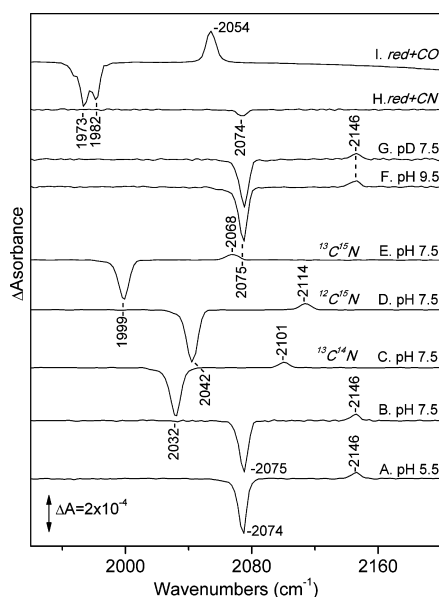 -2054
I. red+CO
1973
1982
H. red+CN
2074
2146
G. pD 7.5
F. pH 9.5
2068
2075
¹³C¹⁵N
E. pH 7.5
1999
2114
¹²C¹⁵N
D. pH 7.5
2042
2101
¹³C¹⁴N
C. pH 7.5
2032
2146
B. pH 7.5
-2075
2146
A. pH 5.5
-2074
ΔA=2x10⁻⁴
ΔAsorbance
2000 2080 2160
Wavenumbers (cm⁻¹)